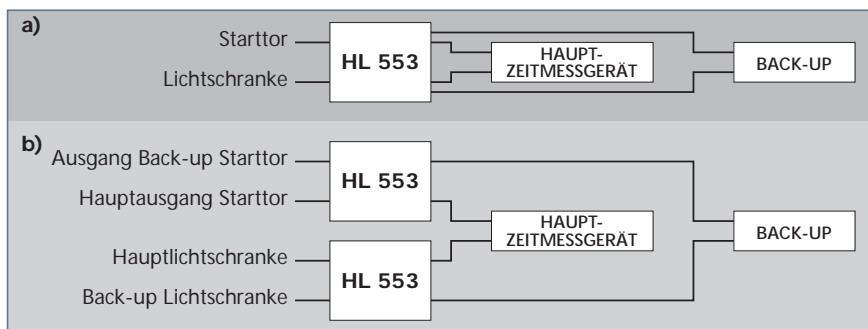 a)
Starttor
Lichtschranke
HL 553
HAUPT-
ZEITMESSGERÄT
BACK-UP
b)
Ausgang Back-up Starttor
Hauptausgang Starttor
HL 553
HAUPT-
ZEITMESSGERÄT
BACK-UP
Hauptlichtschranke
Back-up Lichtschranke
HL 553